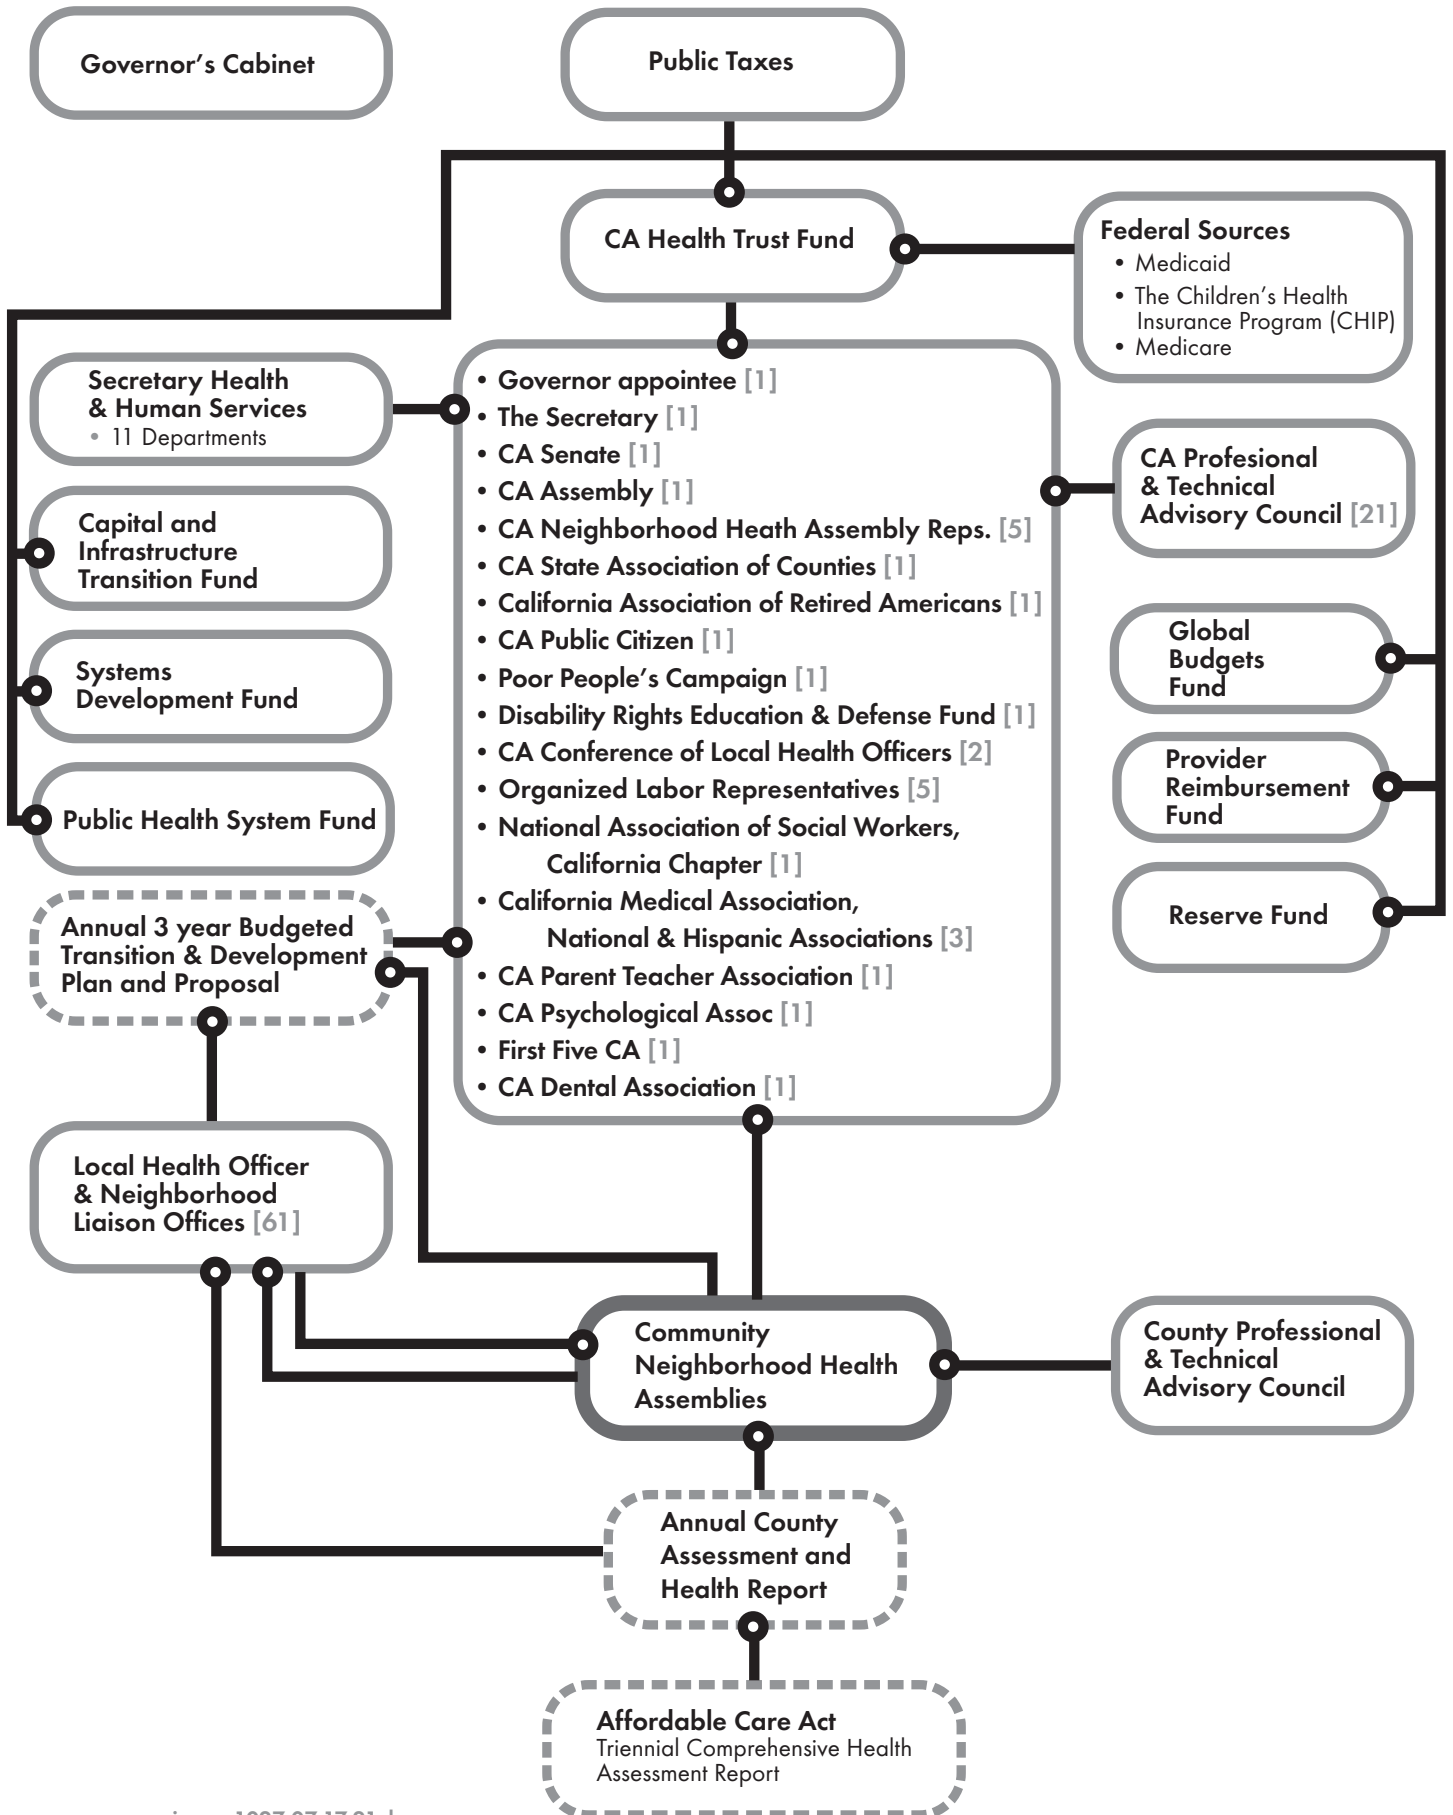 Governor's Cabinet
Public Taxes
CA Health Trust Fund
Federal Sources
• Medicaid
• The Children's Health
Insurance Program (CHIP)
• Medicare
Secretary Health
& Human Services
• 11 Departments
Capital and
Infrastructure
Transition Fund
Systems
Development Fund
Public Health System Fund
• Governor appointee [1]
• The Secretary [1]
• CA Senate [1]
• CA Assembly [1]
• CA Neighborhood Heath Assembly Reps. [5]
• CA State Association of Counties [1]
• California Association of Retired Americans [1]
• CA Public Citizen [1]
• Poor People's Campaign [1]
• Disability Rights Education & Defense Fund [1]
• CA Conference of Local Health Officers [2]
• Organized Labor Representatives [5]
• National Association of Social Workers,
California Chapter [1]
• California Medical Association,
National & Hispanic Associations [3]
• CA Parent Teacher Association [1]
• CA Psychological Assoc [1]
• First Five CA [1]
• CA Dental Association [1]
CA Profesional
& Technical
Advisory Council [21]
Global
Budgets
Fund
Provider
Reimbursement
Fund
Reserve Fund
Annual 3 year Budgeted
Transition & Development
Plan and Proposal
Local Health Officer
& Neighborhood
Liaison Offices [61]
Community
Neighborhood Health
Assemblies
County Professional
& Technical
Advisory Council
Annual County
Assessment and
Health Report
Affordable Care Act
Triennial Comprehensive Health
Assessment Report